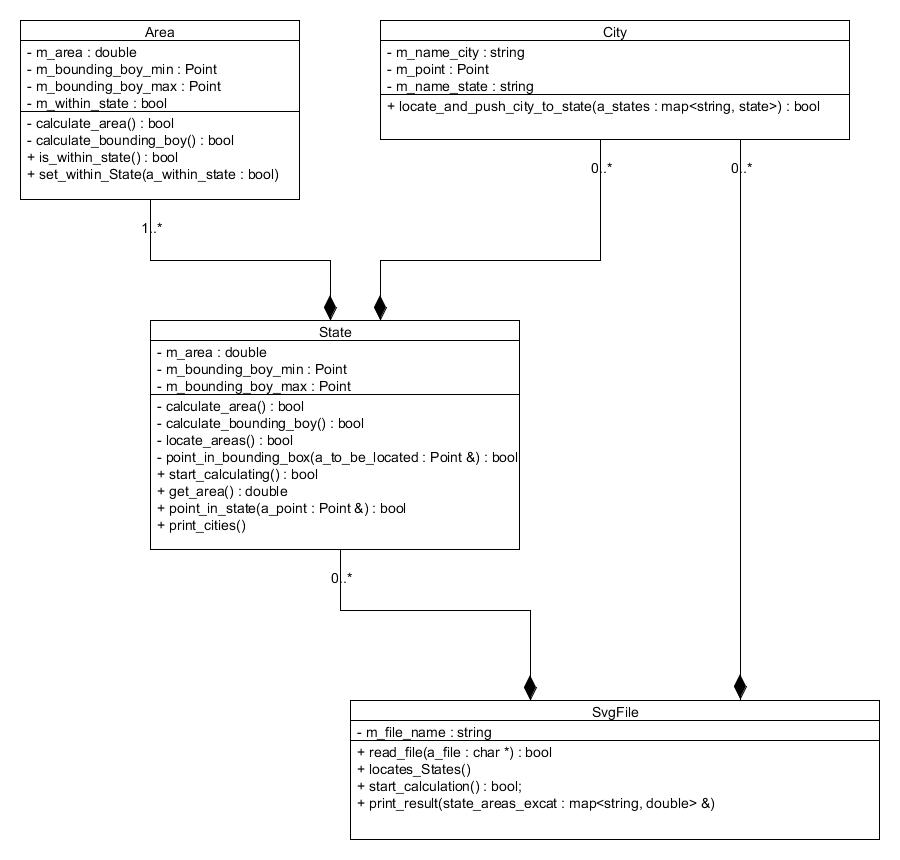 Area
- m_area : double
- m_bounding_boy_min : Point
- m_bounding_boy_max : Point
- m_within_state : bool
- calculate_area() : bool
- calculate_bounding_boy() : bool
+ is_within_state() : bool
+ set_within_State(a_within_state : bool)
1..*
City
- m_name_city : string
- m_point : Point
- m_name_state : string
+ locate_and_push_city_to_state(a_states : map<string, state>) : bool
0..*
0..*
State
- m_area : double
- m_bounding_boy_min : Point
- m_bounding_boy_max : Point
- calculate_area() : bool
- calculate_bounding_boy() : bool
- locate_areas() : bool
- point_in_bounding_box(a_to_be_located : Point &) : bool
+ start_calculating() : bool
+ get_area() : double
+ point_in_state(a_point : Point &) : bool
+ print_cities()
0..*
SvgFile
- m_file_name : string
+ read_file(a_file : char *) : bool
+ locates_States()
+ start_calculation() : bool;
+ print_result(state_areas_excat : map<string, double> &)